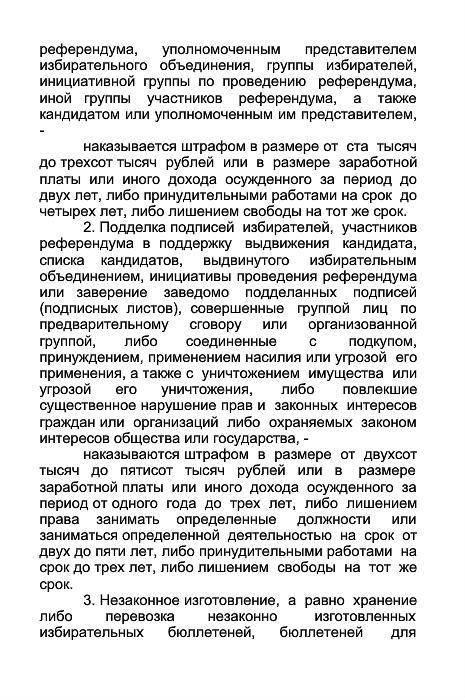 референдума, уполномоченным представителем
избирательного объединения, группы избирателей,
инициативной группы по проведению референдума,
иной группы участников референдума, а также
кандидатом или уполномоченным им представителем,
-
наказывается штрафом в размере от ста тысяч
до трехсот тысяч рублей или в размере заработной
платы или иного дохода осужденного за период до
двух лет, либо принудительными работами на срок до
четырех лет, либо лишением свободы на тот же срок.
2. Подделка подписей избирателей, участников
референдума в поддержку выдвижения кандидата,
списка кандидатов, выдвинутого избирательным
объединением, инициативы проведения референдума
или заверение заведомо подделанных подписей
(подписных листов), совершенные группой лиц по
предварительному сговору или организованной
группой, либо соединенные с подкупом,
принуждением, применением насилия или угрозой его
применения, а также с уничтожением имущества или
угрозой его уничтожения, либо повлекшие
существенное нарушение прав и законных интересов
граждан или организаций либо охраняемых законом
интересов общества или государства, -
наказываются штрафом в размере от двухсот
тысяч до пятисот тысяч рублей или в размере
заработной платы или иного дохода осужденного за
период от одного года до трех лет, либо лишением
права занимать определенные должности или
заниматься определенной деятельностью на срок от
двух до пяти лет, либо принудительными работами на
срок до трех лет, либо лишением свободы на тот же
срок.
3. Незаконное изготовление, а равно хранение
либо перевозка незаконно изготовленных
избирательных бюллетеней, бюллетеней для